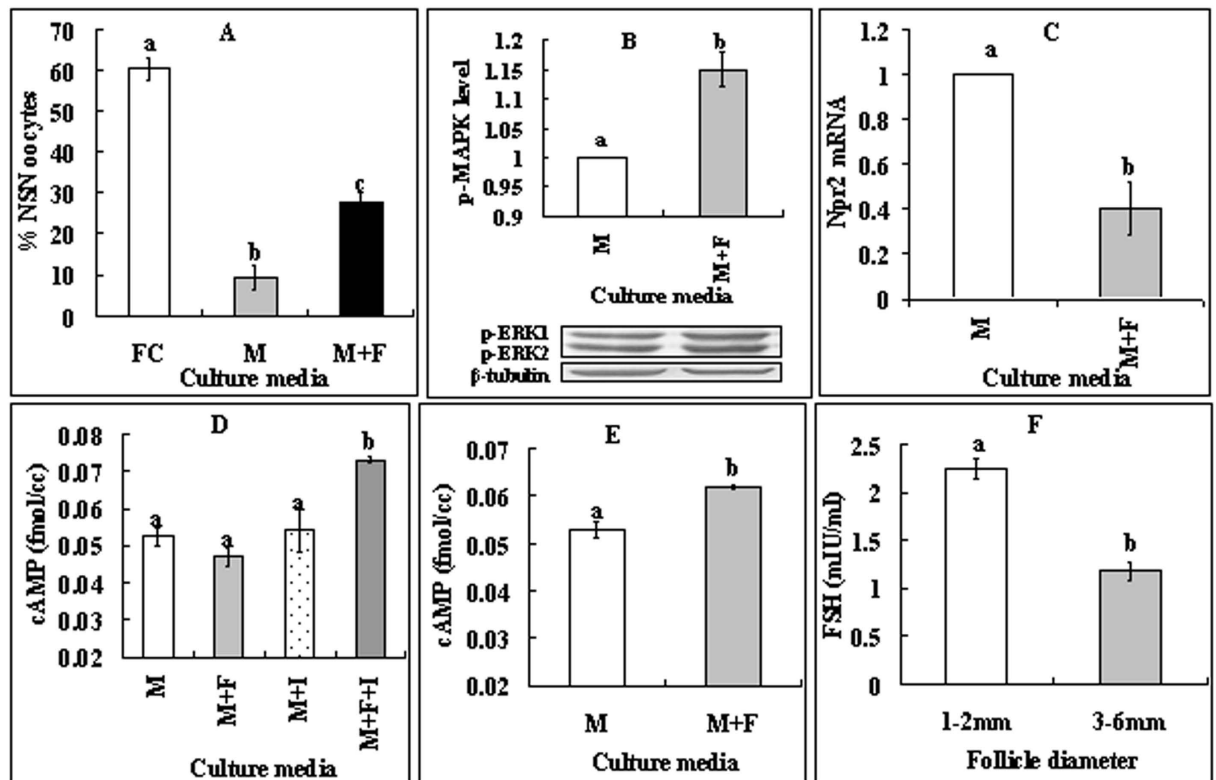 A
% NSN oocytes
70
60
50
40
30
20
10
0
a
b
c
FC M M+F
Culture media
B
p-MAPK level
1.2
1.15
1.1
1.05
1
0.95
0.9
a
b
M
M+F
Culture media
p-ERK1
p-ERK2
β-tubulin
C
Npr2 mRNA
1.2
1
0.8
0.6
0.4
0.2
0
a
b
M
M+F
Culture media
D
cAMP (fmol/cc)
0.08
0.07
0.06
0.05
0.04
0.03
0.02
a
a
a
b
M
M+F
M+I
M+F+I
Culture media
E
cAMP (fmol/cc)
0.07
0.06
0.05
0.04
0.03
0.02
a
b
M M+F
Culture media
F
FSH (mIU/ml)
2.5
2
1.5
1
0.5
0
a
b
1-2mm 3-6mm
Follicle diameter